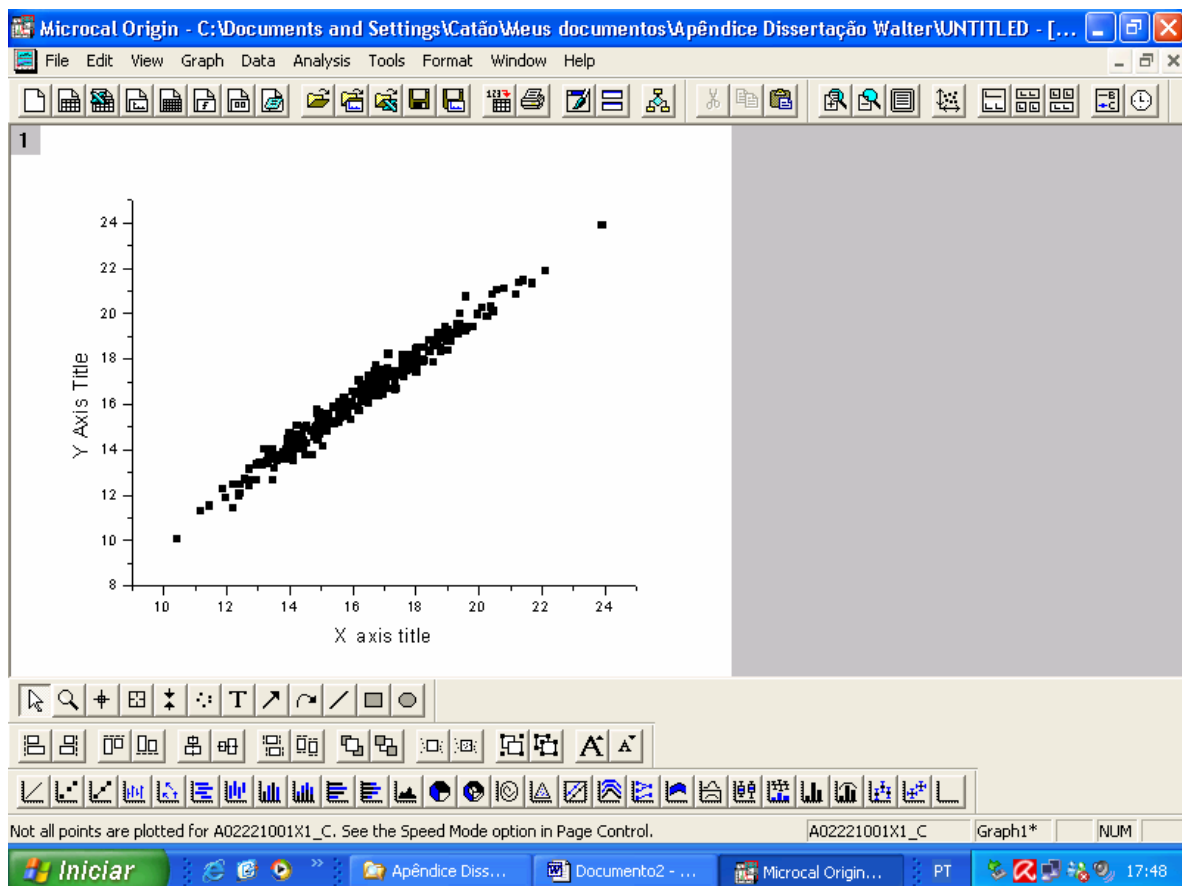 Microcal Origin - C:\Documents and Settings\Catão\Meus documentos\Apêndice Dissertação Walter\UNTITLED - [...
File Edit View Graph Data Analysis Tools Format Window Help
1
24
22
20
18
16
14
12
10
8
Y Axis Title
10 12 14 16 18 20 22 24
X axis title
T
A A
Not all points are plotted for A02221001X1_C. See the Speed Mode option in Page Control. A02221001X1_C Graph1* NUM
Iniciar » Apêndice Diss... Documento2 - ... Microcal Origin... PT 17:48